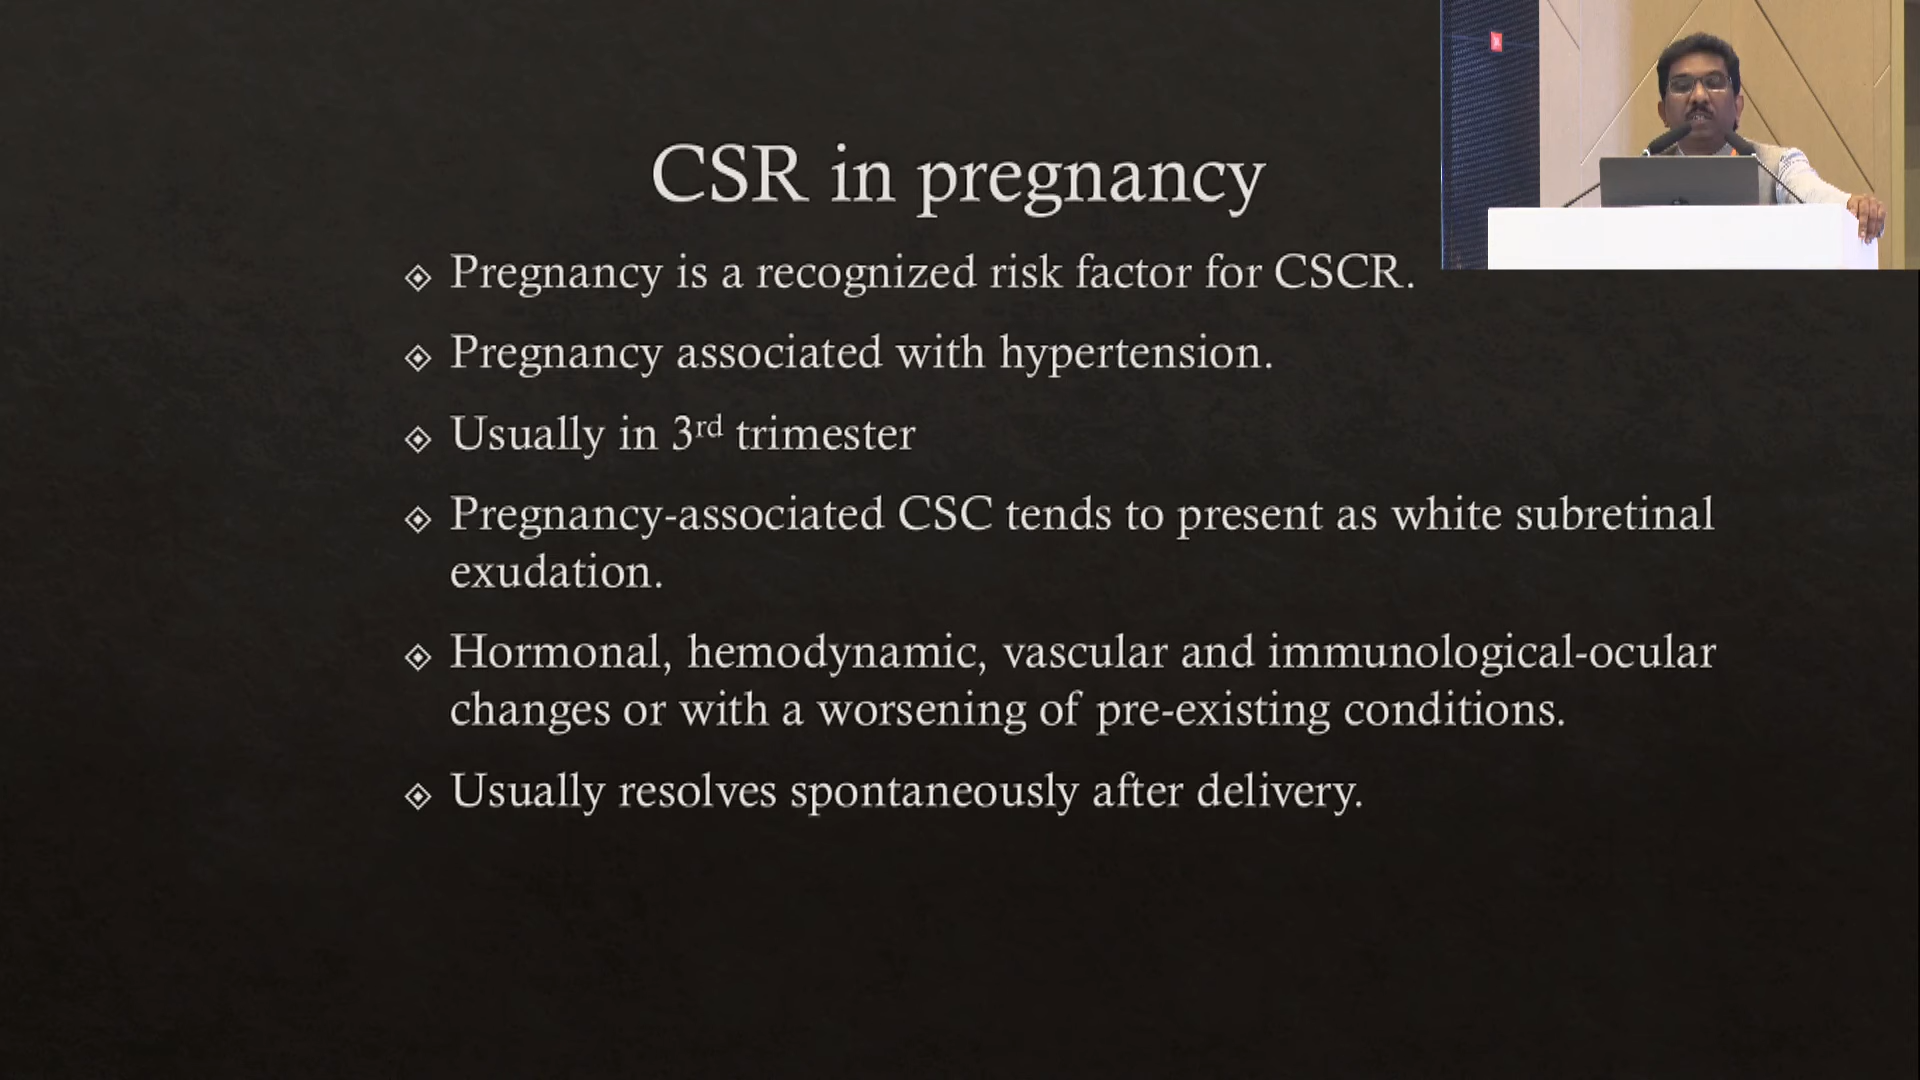 CSR in pregnancy
Pregnancy is a recognized risk factor for CSCR.
Pregnancy associated with hypertension.
Usually in 3rd trimester
Pregnancy-associated CSC tends to present as white subretinal
exudation.
Hormonal, hemodynamic, vascular and immunological-ocular
changes or with a worsening of pre-existing conditions.
Usually resolves spontaneously after delivery.